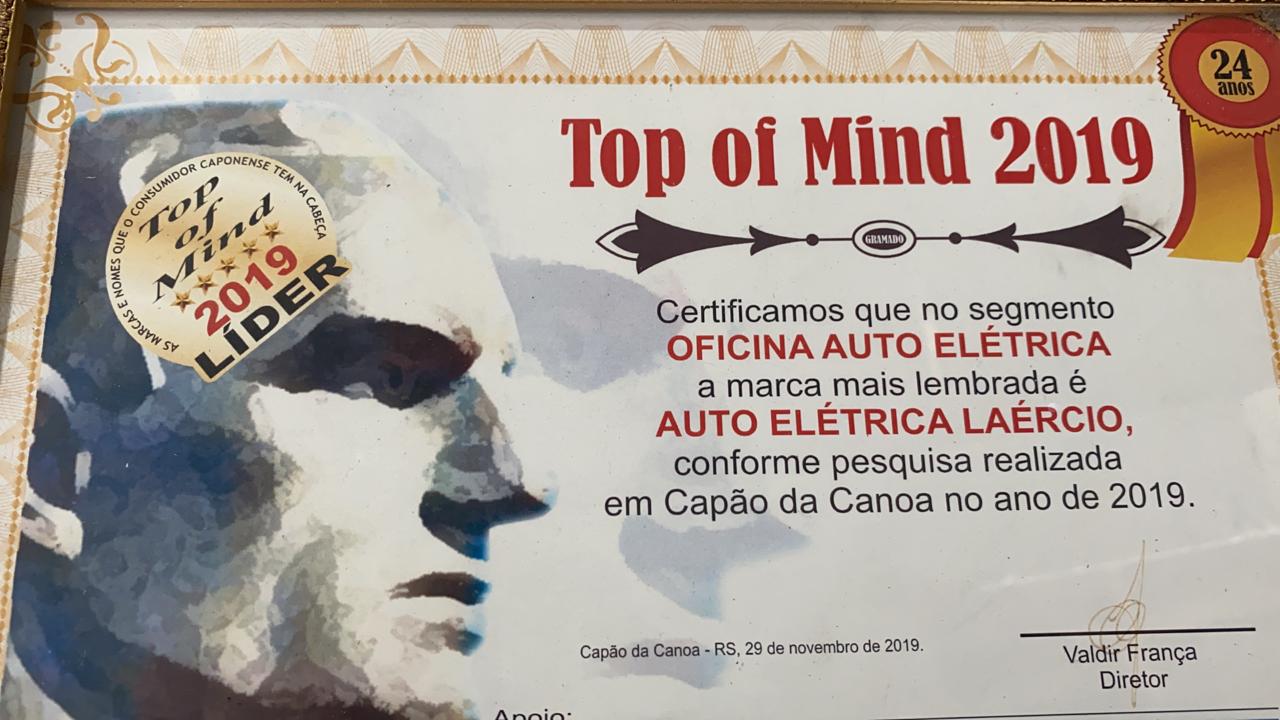 24
anos
Top of Mind 2019
GRAMADO
AS MARCAS E NOMES QUE O CONSUMIDOR CAPONENSE TEM NA CABEÇA
Top
of
Mind
2019
LÍDER
Certificamos que no segmento
OFICINA AUTO ELÉTRICA
a marca mais lembrada é
AUTO ELÉTRICA LAÉRCIO,
conforme pesquisa realizada
em Capão da Canoa no ano de 2019.
Capão da Canoa - RS, 29 de novembro de 2019.
Valdir França
Diretor
Apoio: